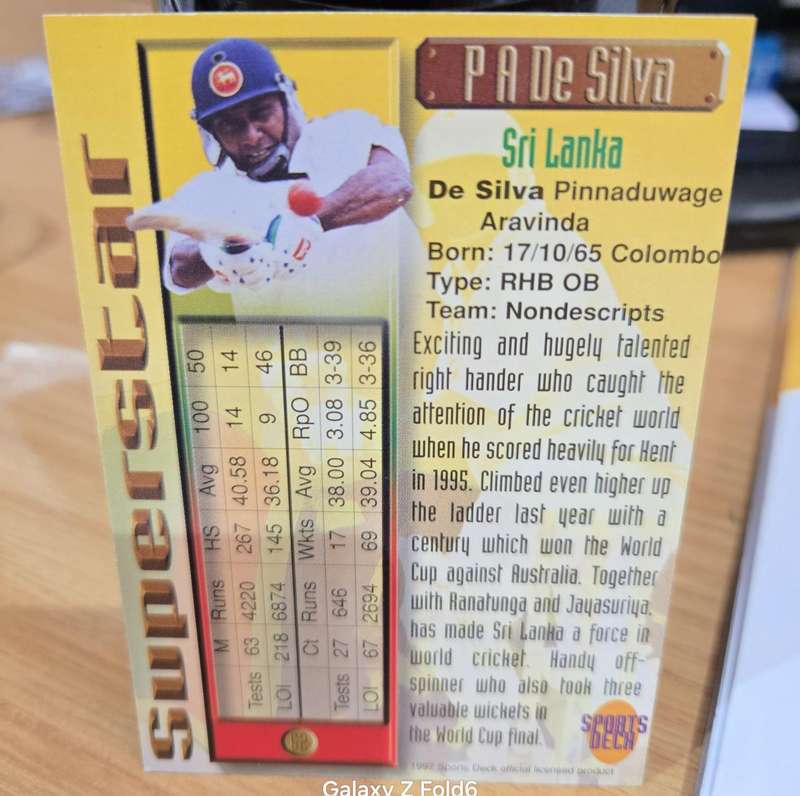 P A De Silva
Sri Lanka
De Silva Pinnaduwage
Aravinda
Born: 17/10/65 Colombo
Type: RHB OB
Team: Nondescripts
Exciting and hugely talented
right hander who caught the
attention of the cricket world
when he scored heavily for Kent
in 1995. Climbed even higher up
the ladder last year with a
century which won the World
Cup against Australia. Together
with Ranatunga and Jayasuriya,
has made Sri Lanka a force in
world cricket. Handy off-
spinner who also took three
valuable wickets in
the World Cup final.
SPORTS
DECK
1997 Sports Deck official licensed product
Superstar
M Runs HS Avg 100 50
Tests 63 4220 267 40.58 14 14
LOI 218 6874 145 36.18 9 46
Ct Runs Wkts Avg RpO BB
Tests 27 646 17 38.00 3.08 3-39
LOI 67 2694 69 39.04 4.85 3-36
Galaxy Z Fold6